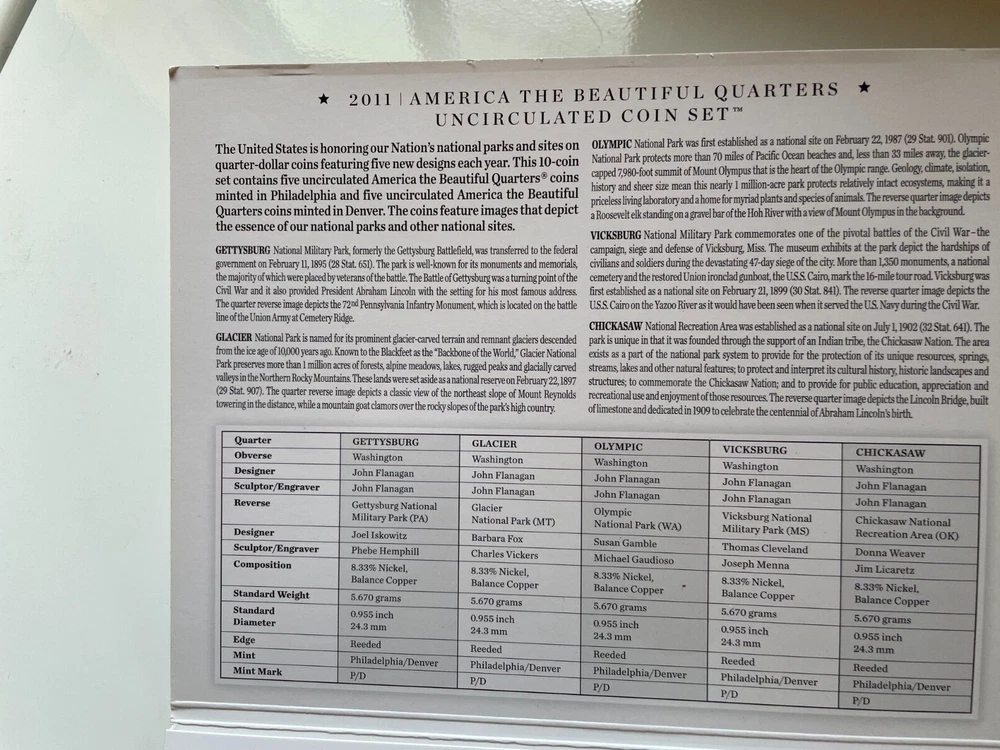 ★ 2011 | AMERICA THE BEAUTIFUL QUARTERS ★
UNCIRCULATED COIN SET™
The United States is honoring our Nation's national parks and sites on
quarter-dollar coins featuring five new designs each year. This 10-coin
set contains five uncirculated America the Beautiful Quarters® coins
minted in Philadelphia and five uncirculated America the Beautiful
Quarters coins minted in Denver. The coins feature images that depict
the essence of our national parks and other national sites.
GETTYSBURG National Military Park, formerly the Gettysburg Battlefield, was transferred to the federal
government on February 11, 1895 (28 Stat. 651). The park is well-known for its monuments and memorials,
the majority of which were placed by veterans of the battle. The Battle of Gettysburg was a turning point of the
Civil War and it also provided President Abraham Lincoln with the setting for his most famous address.
The quarter reverse image depicts the 72nd Pennsylvania Infantry Monument, which is located on the battle
line of the Union Army at Cemetery Ridge.
GLACIER National Park is named for its prominent glacier-carved terrain and remnant glaciers descended
from the ice age of 10,000 years ago. Known to the Blackfeet as the "Backbone of the World," Glacier National
Park preserves more than 1 million acres of forests, alpine meadows, lakes, rugged peaks and glacially carved
valleys in the Northern Rocky Mountains. These lands were set aside as a national reserve on February 22, 1897
(29 Stat. 907). The quarter reverse image depicts a classic view of the northeast slope of Mount Reynolds
towering in the distance, while a mountain goat clamors over the rocky slopes of the park's high country.
OLYMPIC National Park was first established as a national site on February 22, 1987 (29 Stat. 901). Olympic
National Park protects more than 70 miles of Pacific Ocean beaches and, less than 33 miles away, the glacier-
capped 7,980-foot summit of Mount Olympus that is the heart of the Olympic range. Geology, climate, isolation,
history and sheer size mean this nearly 1 million-acre park protects relatively intact ecosystems, making it a
priceless living laboratory and a home for myriad plants and species of animals. The reverse quarter image depicts
a Roosevelt elk standing on a gravel bar of the Hoh River with a view of Mount Olympus in the background.
VICKSBURG National Military Park commemorates one of the pivotal battles of the Civil War–the
campaign, siege and defense of Vicksburg, Miss. The museum exhibits at the park depict the hardships of
civilians and soldiers during the devastating 47-day siege of the city. More than 1,350 monuments, a national
cemetery and the restored Union ironclad gunboat, the U.S.S. Cairo, mark the 16-mile tour road. Vicksburg was
first established as a national site on February 21, 1899 (30 Stat. 841). The reverse quarter image depicts the
U.S.S. Cairo on the Yazoo River as it would have been seen when it served the U.S. Navy during the Civil War.
CHICKASAW National Recreation Area was established as a national site on July 1, 1902 (32 Stat. 641). The
park is unique in that it was founded through the support of an Indian tribe, the Chickasaw Nation. The area
exists as a part of the national park system to provide for the protection of its unique resources, springs,
streams, lakes and other natural features; to protect and interpret its cultural history, historic landscapes and
structures; to commemorate the Chickasaw Nation; and to provide for public education, appreciation and
recreational use and enjoyment of those resources. The reverse quarter image depicts the Lincoln Bridge, built
of limestone and dedicated in 1909 to celebrate the centennial of Abraham Lincoln's birth.
Quarter GETTYSBURG GLACIER OLYMPIC VICKSBURG CHICKASAW
Obverse Washington Washington Washington Washington Washington
Designer John Flanagan John Flanagan John Flanagan John Flanagan John Flanagan
Sculptor/Engraver John Flanagan John Flanagan John Flanagan John Flanagan John Flanagan
Reverse Gettysburg National Glacier Olympic Vicksburg National Chickasaw National
Military Park (PA) National Park (MT) National Park (WA) Military Park (MS) Recreation Area (OK)
Designer Joel Iskowitz Barbara Fox Susan Gamble Thomas Cleveland Donna Weaver
Sculptor/Engraver Phebe Hemphill Charles Vickers Michael Gaudioso Joseph Menna Jim Licaretz
Composition 8.33% Nickel, 8.33% Nickel, 8.33% Nickel, 8.33% Nickel, 8.33% Nickel,
Balance Copper Balance Copper Balance Copper Balance Copper Balance Copper
Standard Weight 5.670 grams 5.670 grams 5.670 grams 5.670 grams 5.670 grams
Standard 0.955 inch 0.955 inch 0.955 inch 0.955 inch 0.955 inch
Diameter 24.3 mm 24.3 mm 24.3 mm 24.3 mm 24.3 mm
Edge Reeded Reeded Reeded Reeded Reeded
Mint Philadelphia/Denver Philadelphia/Denver Philadelphia/Denver Philadelphia/Denver Philadelphia/Denver
Mint Mark P/D P/D P/D P/D P/D